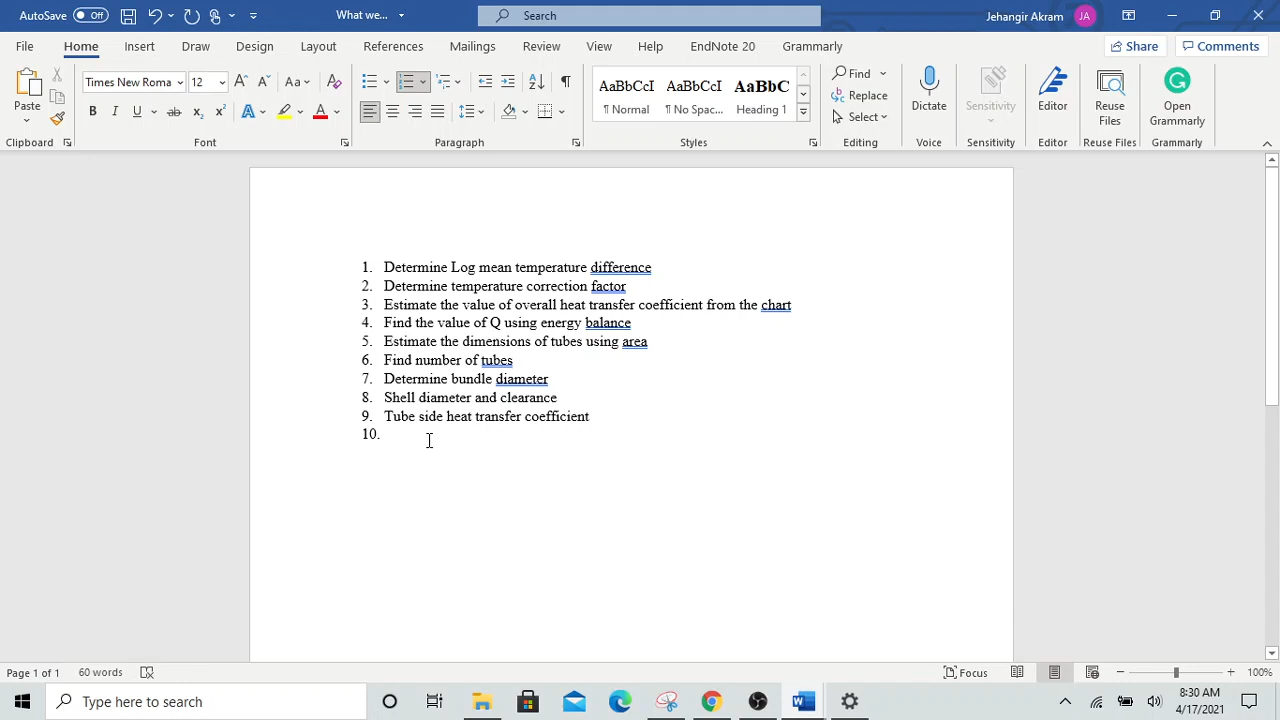 AutoSave Off What we... Search Jehangir Akram JA
File Home Insert Draw Design Layout References Mailings Review View Help EndNote 20 Grammarly Share Comments
Times New Roma 12 Aa AaBbCcI AaBbCcI AaBbC Find
Paste Replace Dictate Sensitivity Editor Reuse Files Open Grammarly
B I U ab x₂ x² A A ¶ Normal ¶ No Spac... Heading 1 Select
Clipboard Font Paragraph Styles Editing Voice Sensitivity Editor Reuse Files Grammarly
1. Determine Log mean temperature difference
2. Determine temperature correction factor
3. Estimate the value of overall heat transfer coefficient from the chart
4. Find the value of Q using energy balance
5. Estimate the dimensions of tubes using area
6. Find number of tubes
7. Determine bundle diameter
8. Shell diameter and clearance
9. Tube side heat transfer coefficient
10.
Page 1 of 1 60 words Focus 100%
Type here to search 8:30 AM
4/17/2021